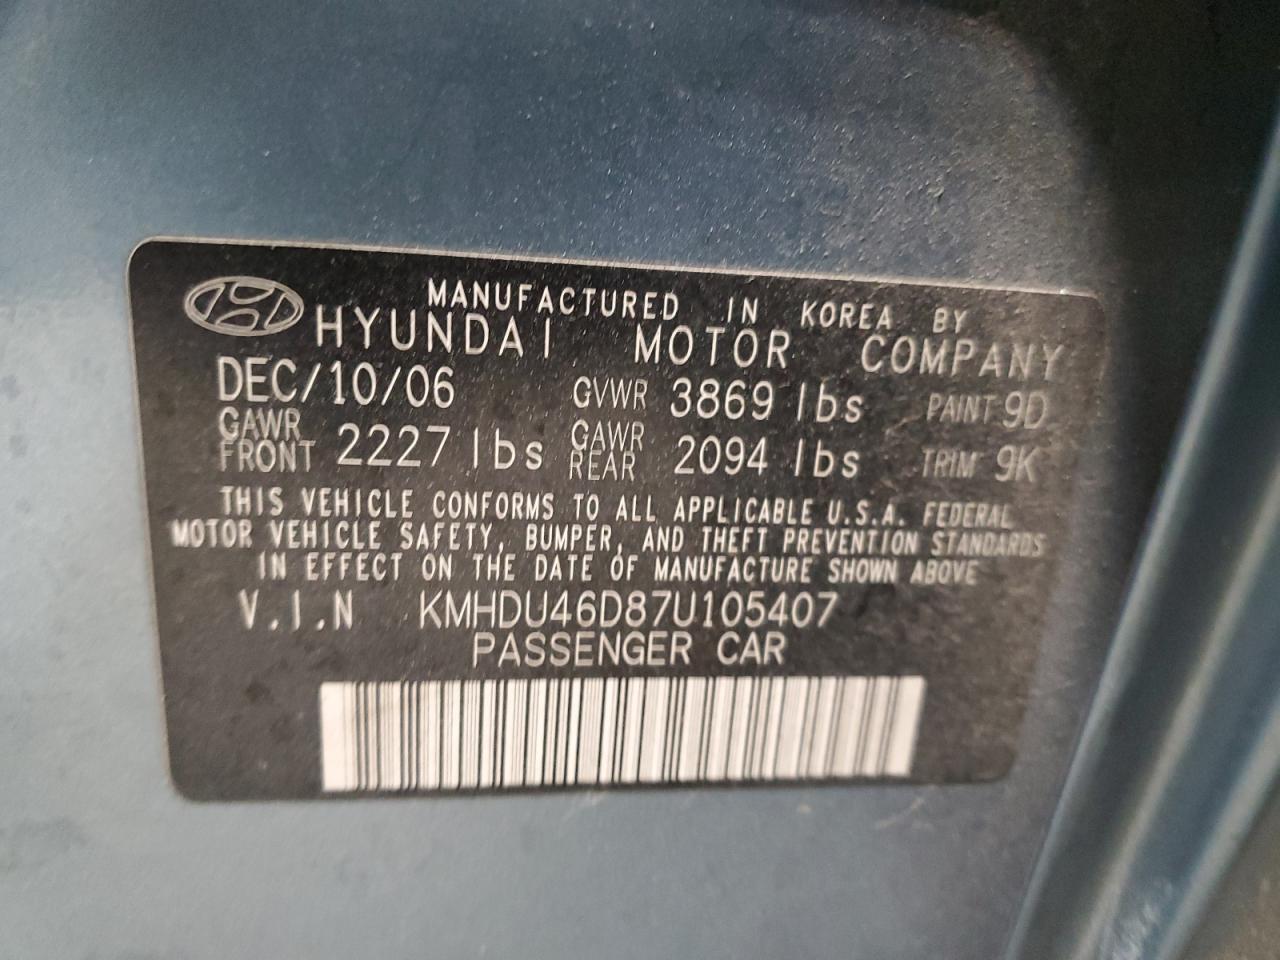 MANUFACTURED IN KOREA BY
HYUNDAI MOTOR COMPANY
DEC/10/06 GVWR 3869 lbs PAINT 9D
GAWR FRONT 2227 lbs GAWR REAR 2094 lbs TRIM 9K
THIS VEHICLE CONFORMS TO ALL APPLICABLE U.S.A. FEDERAL
MOTOR VEHICLE SAFETY, BUMPER, AND THEFT PREVENTION STANDARDS
IN EFFECT ON THE DATE OF MANUFACTURE SHOWN ABOVE
V.I.N KMHDU46D87U105407
PASSENGER CAR